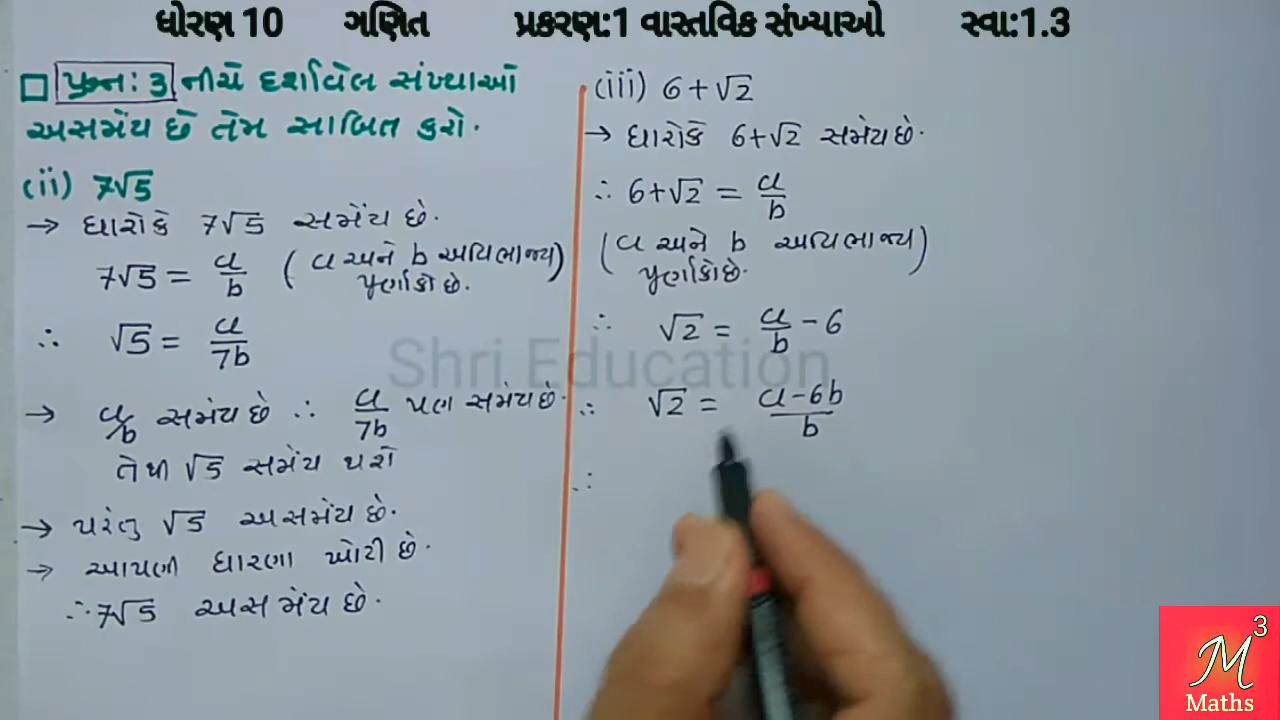 ધોરણ 10 ગણિત પ્રકરણ:1 વાસ્તવિક સંખ્યાઓ સ્વા:1.3
□ પ્રશ્ન: 3 નીચે દર્શાવેલ સંખ્યાઓ
અસમેય છે તેમ સાબિત કરો.
(ii) 7√5
→ ધારોકે 7√5 સમેય છે.
7√5 = a/b (a અને b અવિભાજ્ય
પૂર્ણાંકો છે.)
∴ √5 = a/7b
→ a/b સમેય છે ∴ a/7b પણ સમેય છે.
તેથી √5 સમેય થશે
→ પરંતુ √5 અસમેય છે.
→ આપણી ધારણા ખોટી છે.
∴ 7√5 અસમેય છે.
(iii) 6+√2
→ ધારોકે 6+√2 સમેય છે.
∴ 6+√2 = a/b
(a અને b અવિભાજ્ય
પૂર્ણાંકો છે.)
∴ √2 = a/b - 6
∴ √2 = a-6b/b
∴
Shri Education
M3
Maths